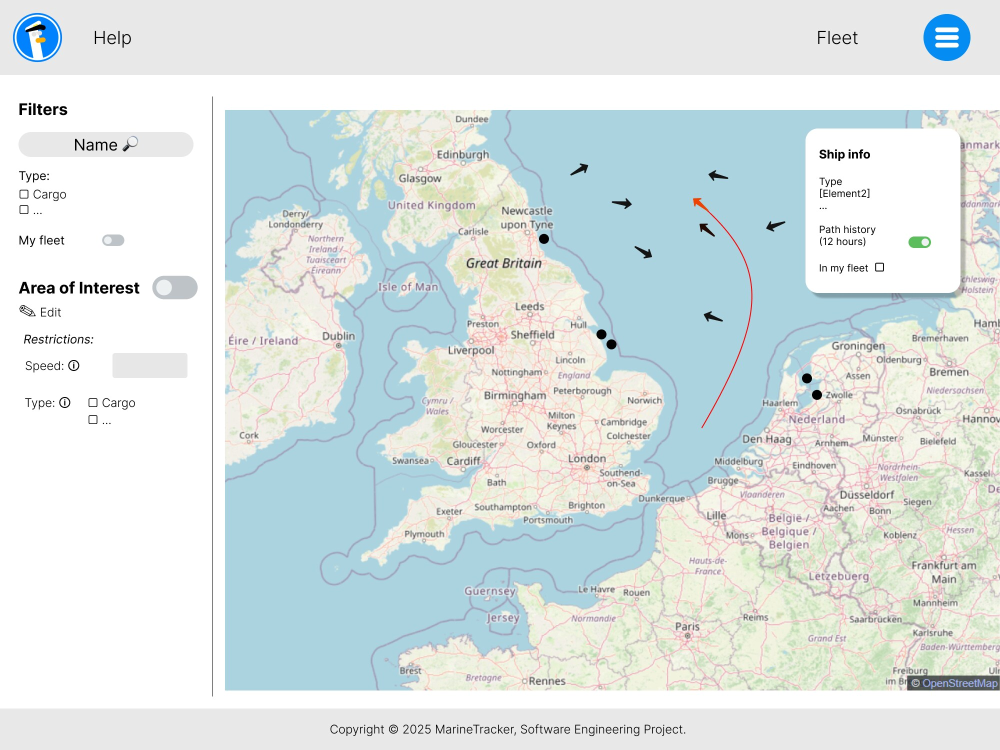 Help
Fleet
Filters
Name
Type:
Cargo
...
My fleet
Area of Interest
Edit
Restrictions:
Speed:
Type:
Cargo
...
Ship info
Type
[Element2]
...
Path history
(12 hours)
In my fleet
Dundee
Edinburgh
Glasgow
United Kingdom
Newcastle
upon Tyne
Derry/
Londonderry
Carlisle
Northern
Ireland /
Tuaisceart
Éireann
Great Britain
Isle of Man
Leeds
Preston
Hull
Sheffield
Éire / Ireland
Dublin
Liverpool
Lincoln
Nottingham
England
Peterborough
Birmingham
Norwich
Cymru /
Wales
Milton
Keynes
Cambridge
Worcester
Colchester
Cork
Gloucester
Oxford
Swansea
Cardiff
London
Southend-
on-Sea
Bath
Exeter
Southampton
Brighton
Portsmouth
Plymouth
Guernsey
Jersey
anmark
ddanmark
chleswig-
Holstein
Hamb
Groningen
Bremerhaven
Oldenburg
Assen
Bremen
Niedersachsen
Zwolle
Haarlem
Osnabrück
Nederland
Hannov
Den Haag
Arnhem
Münster
Bielefeld
Middelburg
Eindhoven
Nordrhein-
Westfalen
Kassel
Brugge
Vlaanderen
Düsseldorf
De
Dunkerque
Siegen
Aachen
Bonn
Lille
België /
Belgique /
Belgien
Hessen
Mons
Koblenz
Hauts-de-
France
Frankfurt am
Main
Lëtzebuerg
Le Havre
Rouen
Mannheim
Normandie
Reims
Saarbrücken
Paris
Karlsruhe
Grand Est
Baden-Württemberg
Brest
Bretagne
Rennes
Freiburg
im Br
Ul
© OpenStreetMap
Copyright © 2025 MarineTracker, Software Engineering Project.